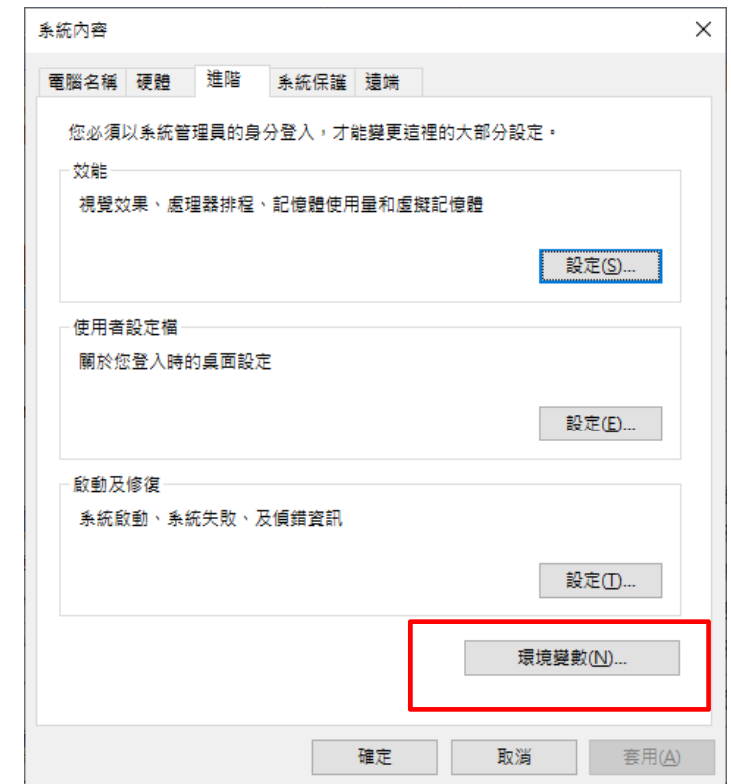 系統內容
電腦名稱 硬體 進階 系統保護 遠端
您必須以系統管理員的身分登入，才能變更這裡的大部分設定。
效能
視覺效果、處理器排程、記憶體使用量和虛擬記憶體
設定(S)...
使用者設定檔
關於您登入時的桌面設定
設定(E)...
啟動及修復
系統啟動、系統失敗、及偵錯資訊
設定(T)...
環境變數(N)...
確定 取消 套用(A)